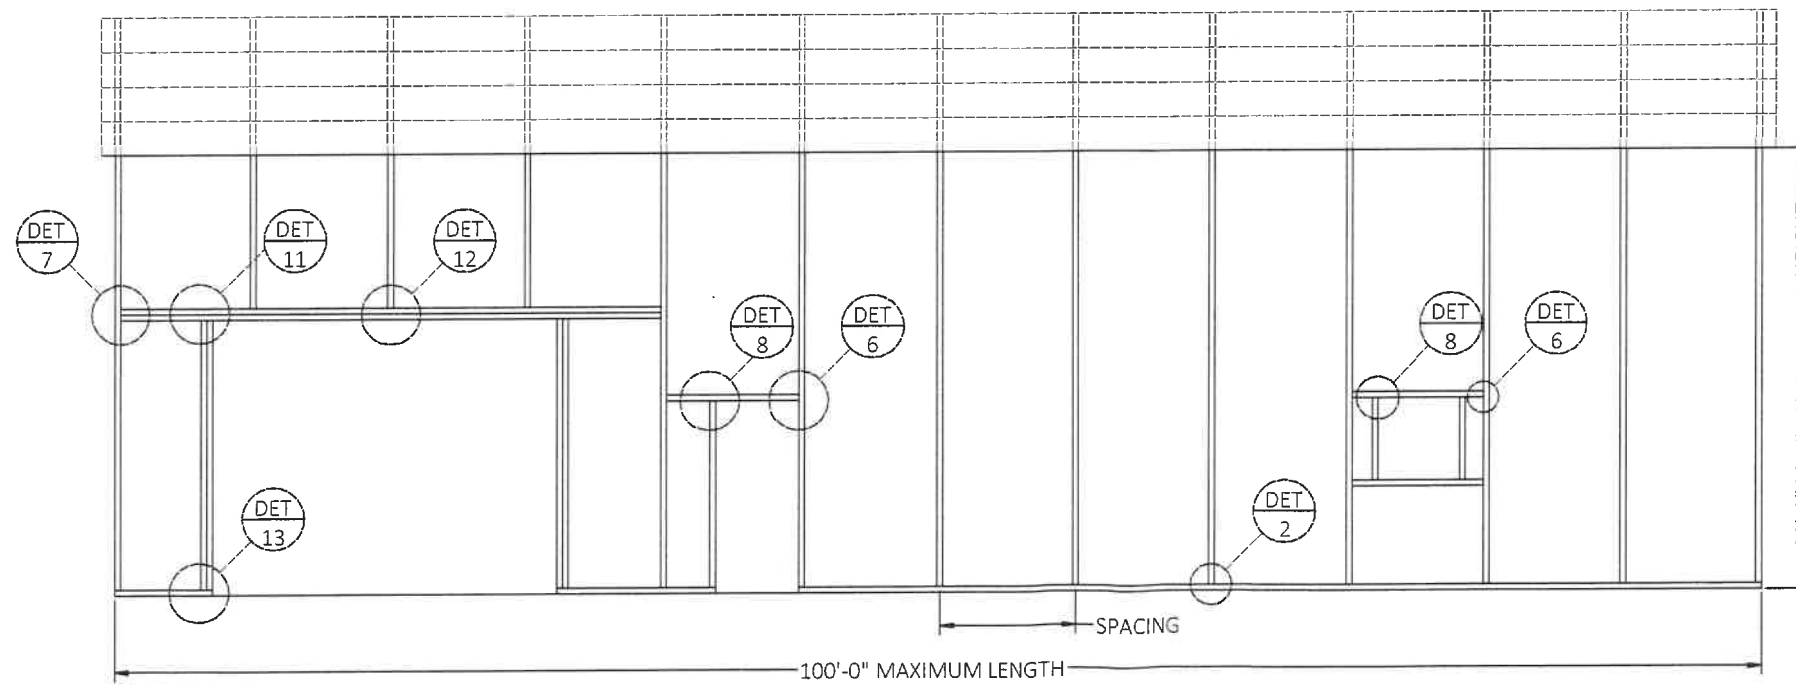 DET
7
DET
11
DET
12
DET
8
DET
6
DET
8
DET
6
DET
13
DET
2
SPACING
100'-0" MAXIMUM LENGTH